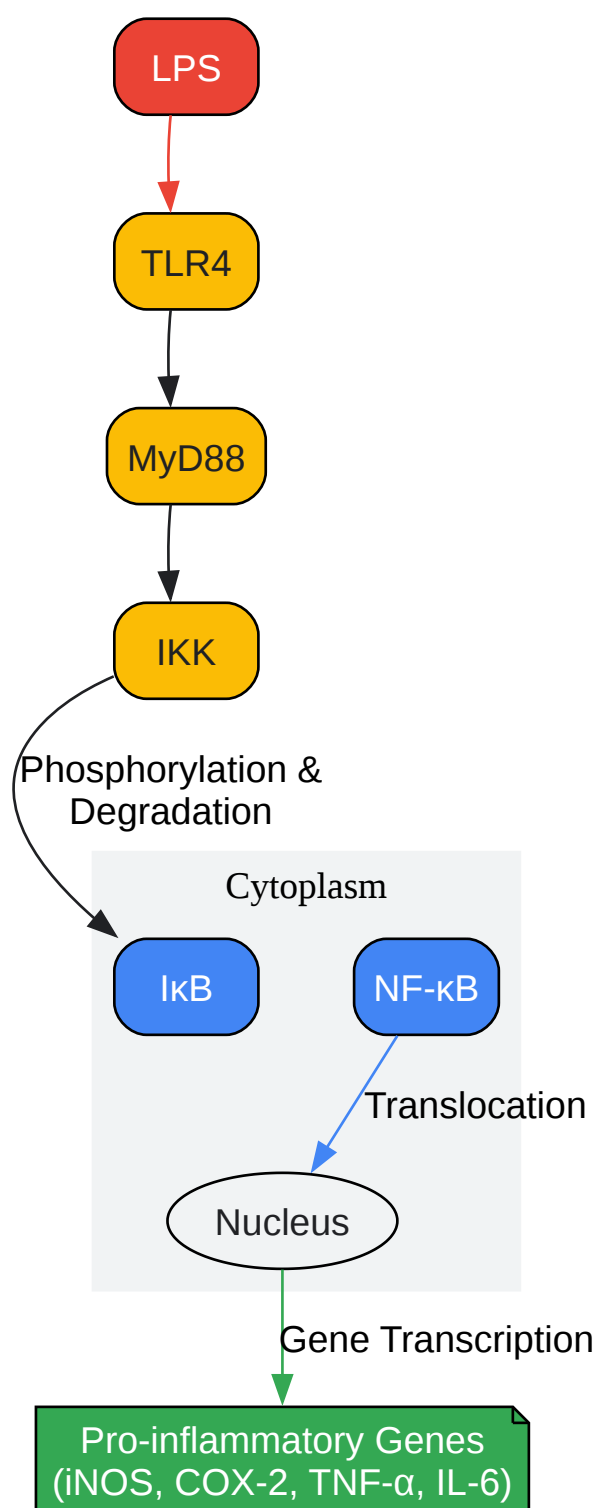 LPS
TLR4
MyD88
IKK
Phosphorylation &
Degradation
Cytoplasm
IκB
NF-κB
Translocation
Nucleus
Gene Transcription
Pro-inflammatory Genes
(iNOS, COX-2, TNF-α, IL-6)